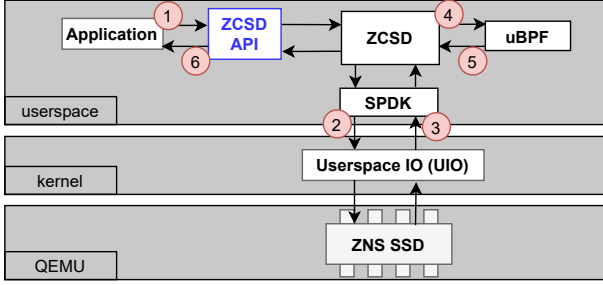 1
4
Application
ZCSD
API
ZCSD
uBPF
6
5
SPDK
userspace
2
3
Userspace IO (UIO)
kernel
ZNS SSD
QEMU